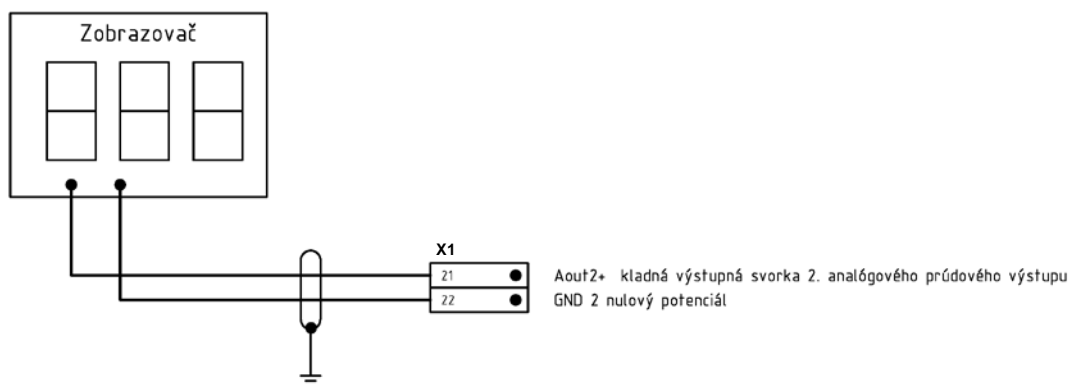 Zobrazovač
X1
21 Aout2+ kladná výstupná svorka 2. analógového prúdového výstupu
22 GND 2 nulový potenciál